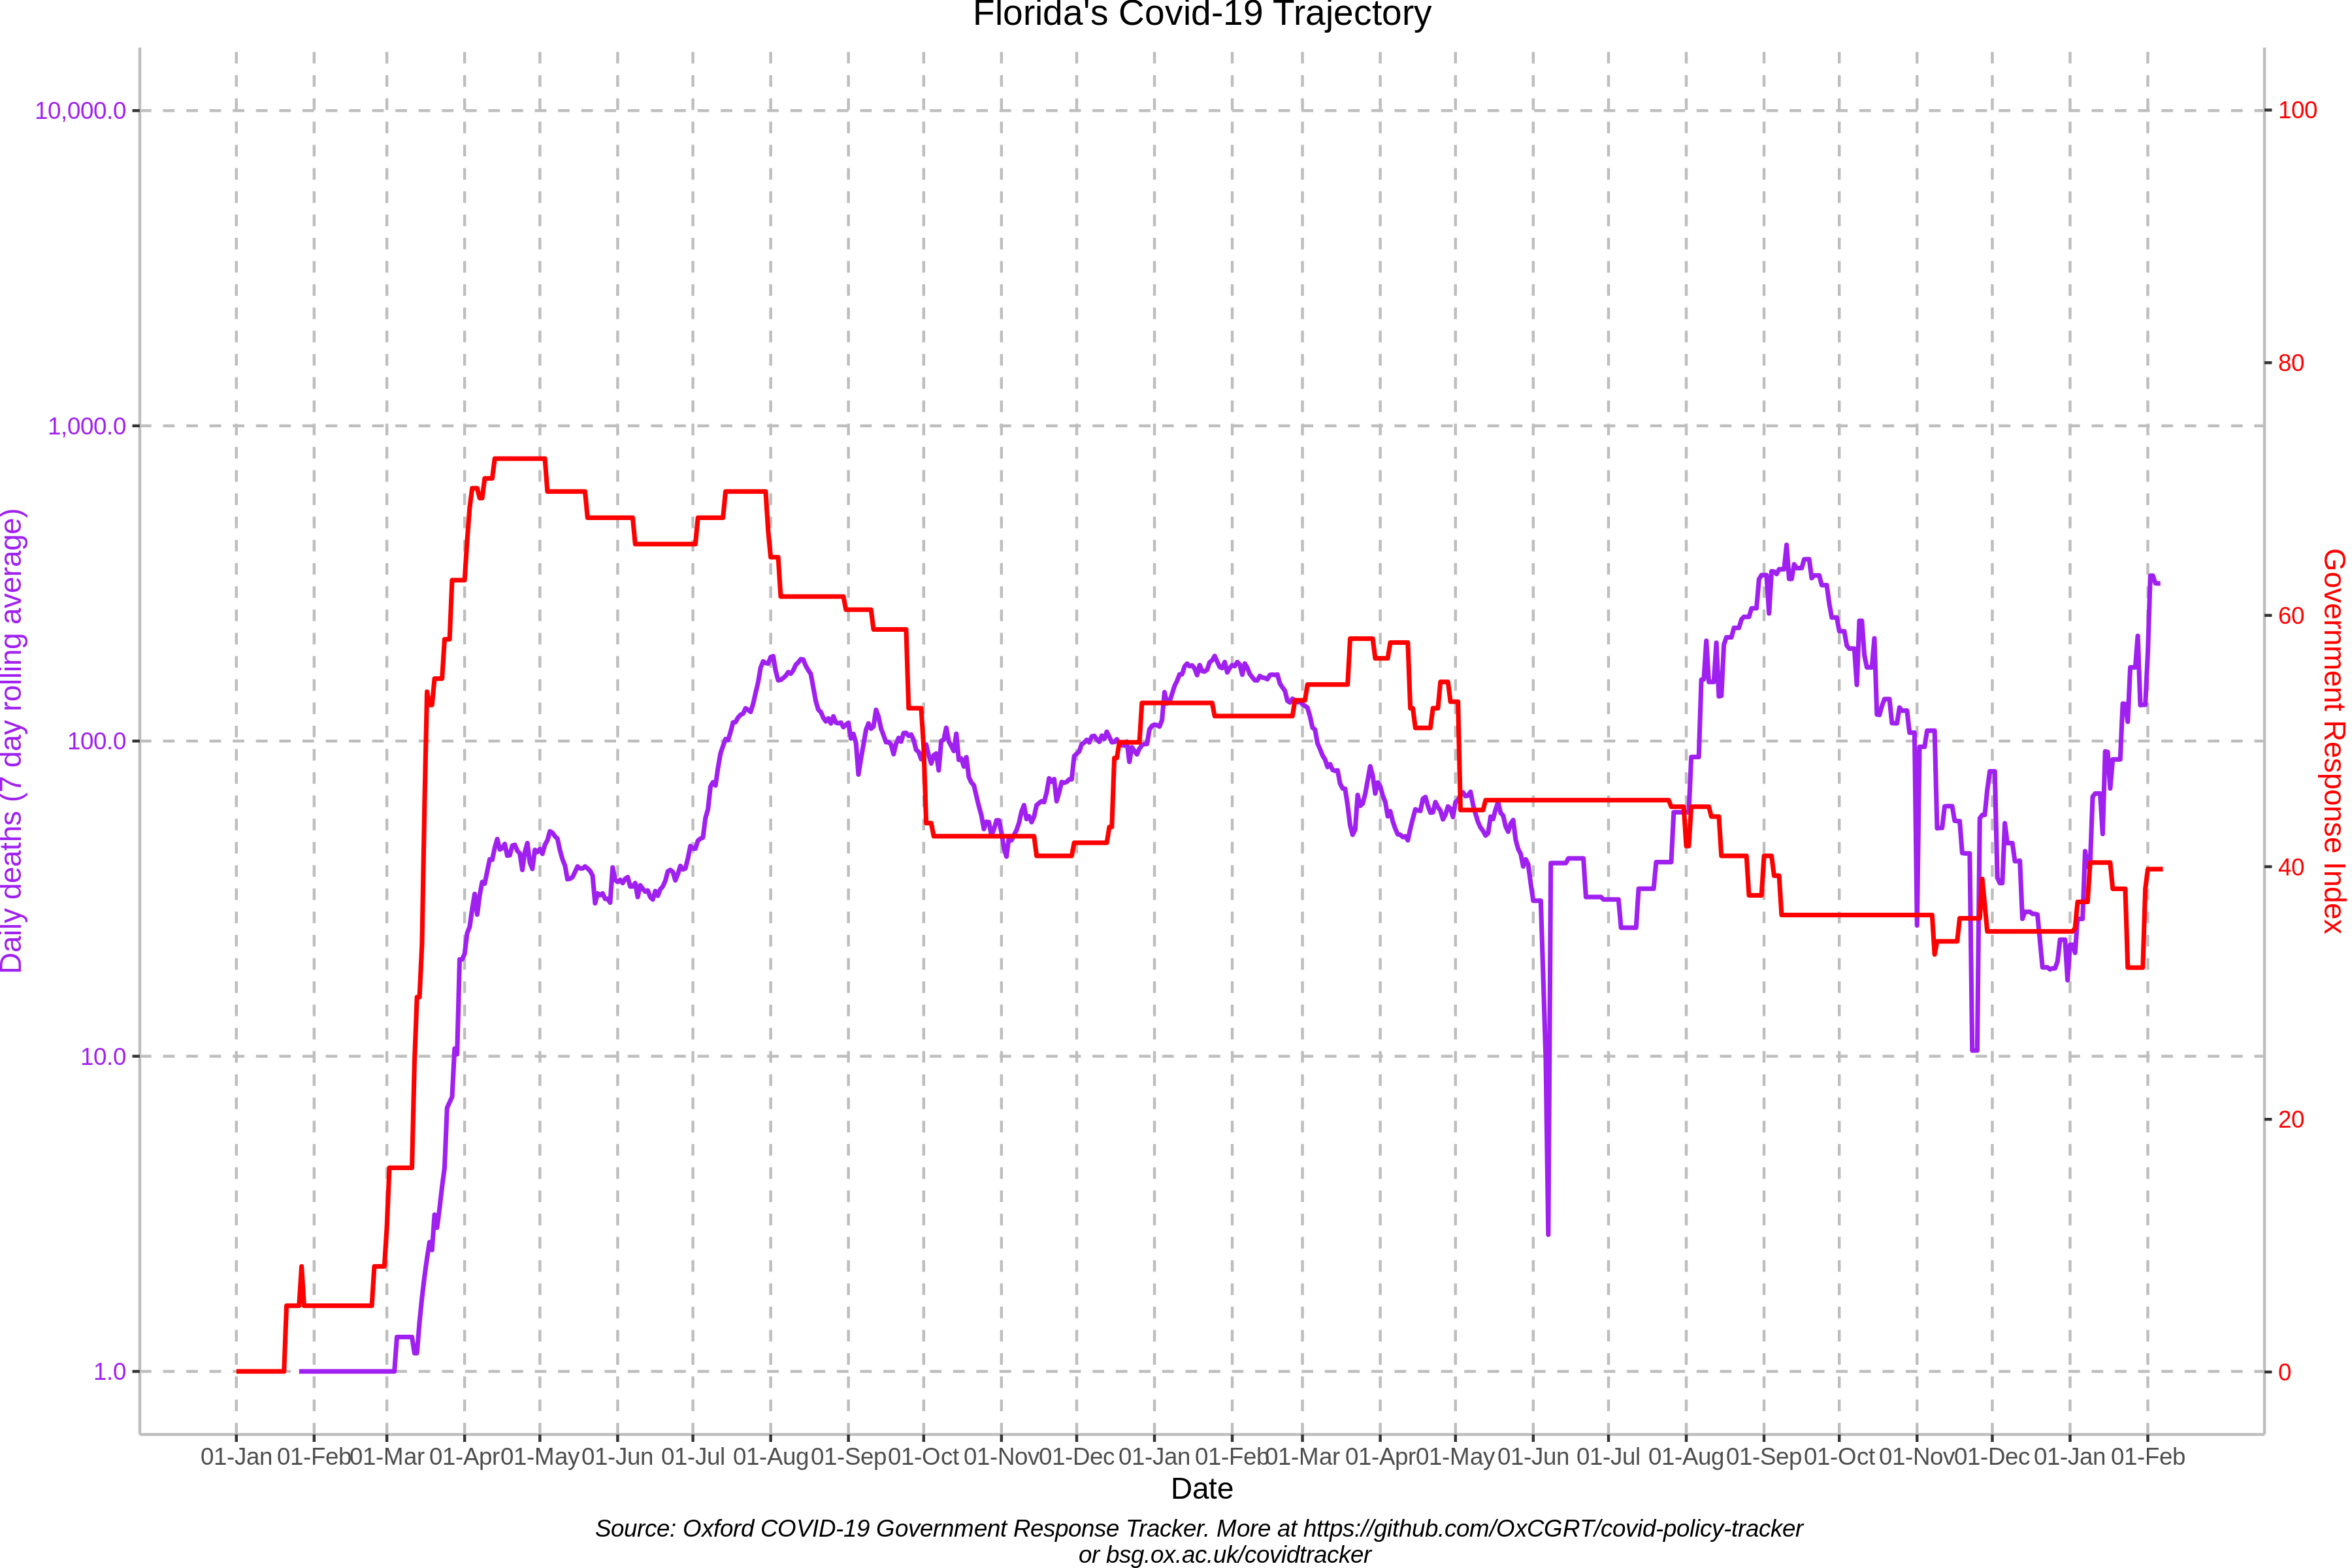 Florida's Covid-19 Trajectory
10,000.0
1,000.0
100.0
10.0
1.0
Daily deaths (7 day rolling average)
100
80
60
40
20
0
Government Response Index
01-Jan 01-Feb 01-Mar 01-Apr 01-May 01-Jun 01-Jul 01-Aug 01-Sep 01-Oct 01-Nov 01-Dec 01-Jan 01-Feb 01-Mar 01-Apr 01-May 01-Jun 01-Jul 01-Aug 01-Sep 01-Oct 01-Nov 01-Dec 01-Jan 01-Feb
Date
Source: Oxford COVID-19 Government Response Tracker. More at https://github.com/OxCGRT/covid-policy-tracker
or bsg.ox.ac.uk/covidtracker